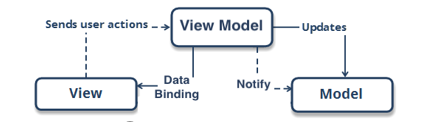 Sends user actions
View Model
Updates
View
Data
Binding
Notify
Model